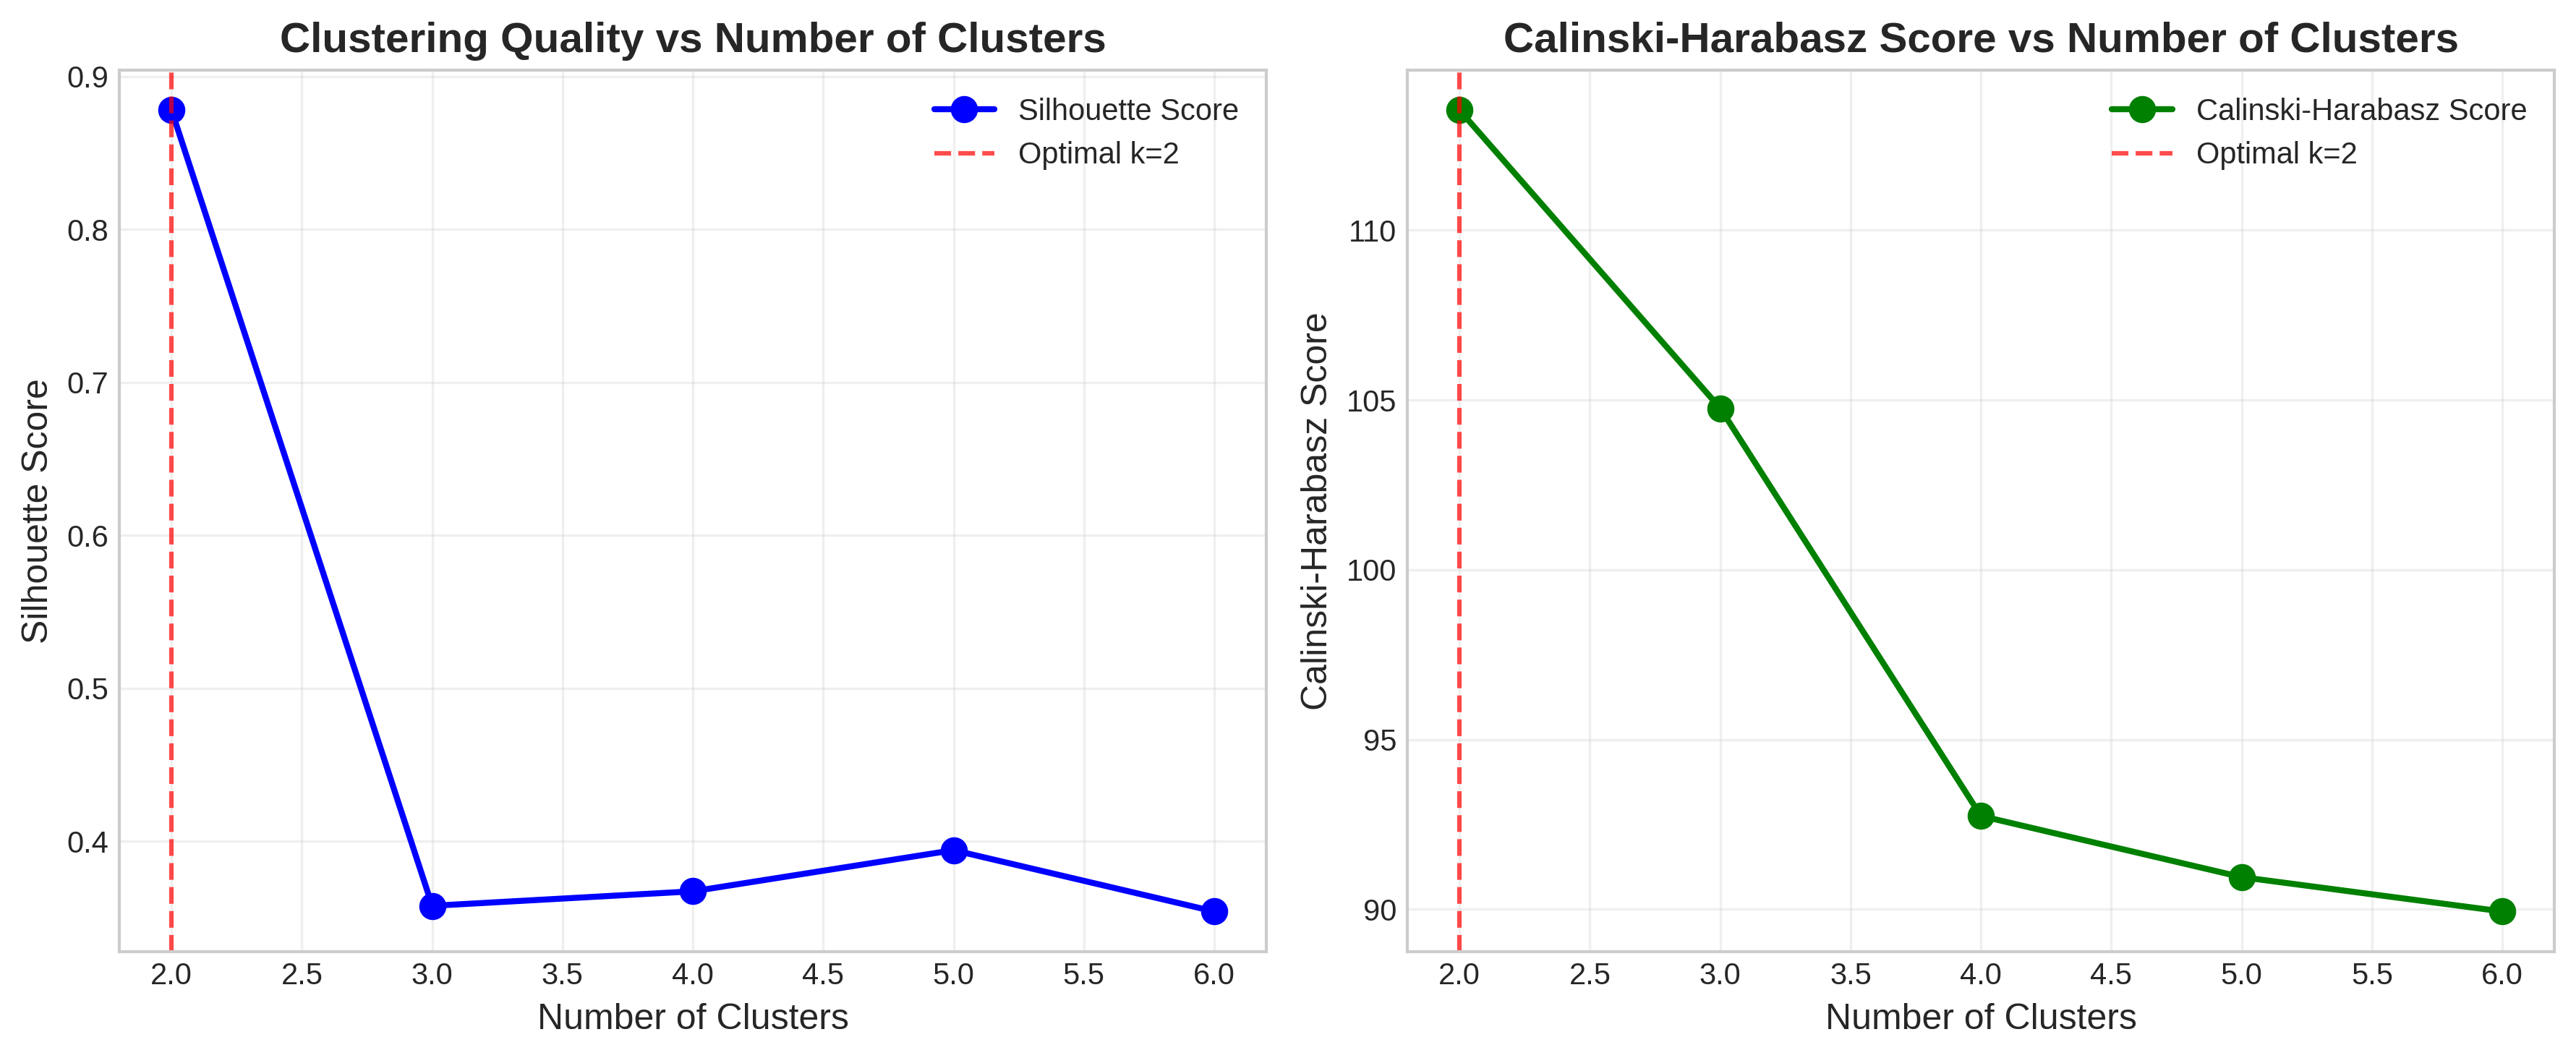 Clustering Quality vs Number of Clusters
Silhouette Score
0.9
0.8
0.7
0.6
0.5
0.4
Silhouette Score
Optimal k=2
2.0 2.5 3.0 3.5 4.0 4.5 5.0 5.5 6.0
Number of Clusters
Calinski-Harabasz Score vs Number of Clusters
Calinski-Harabasz Score
110
105
100
95
90
Calinski-Harabasz Score
Optimal k=2
2.0 2.5 3.0 3.5 4.0 4.5 5.0 5.5 6.0
Number of Clusters